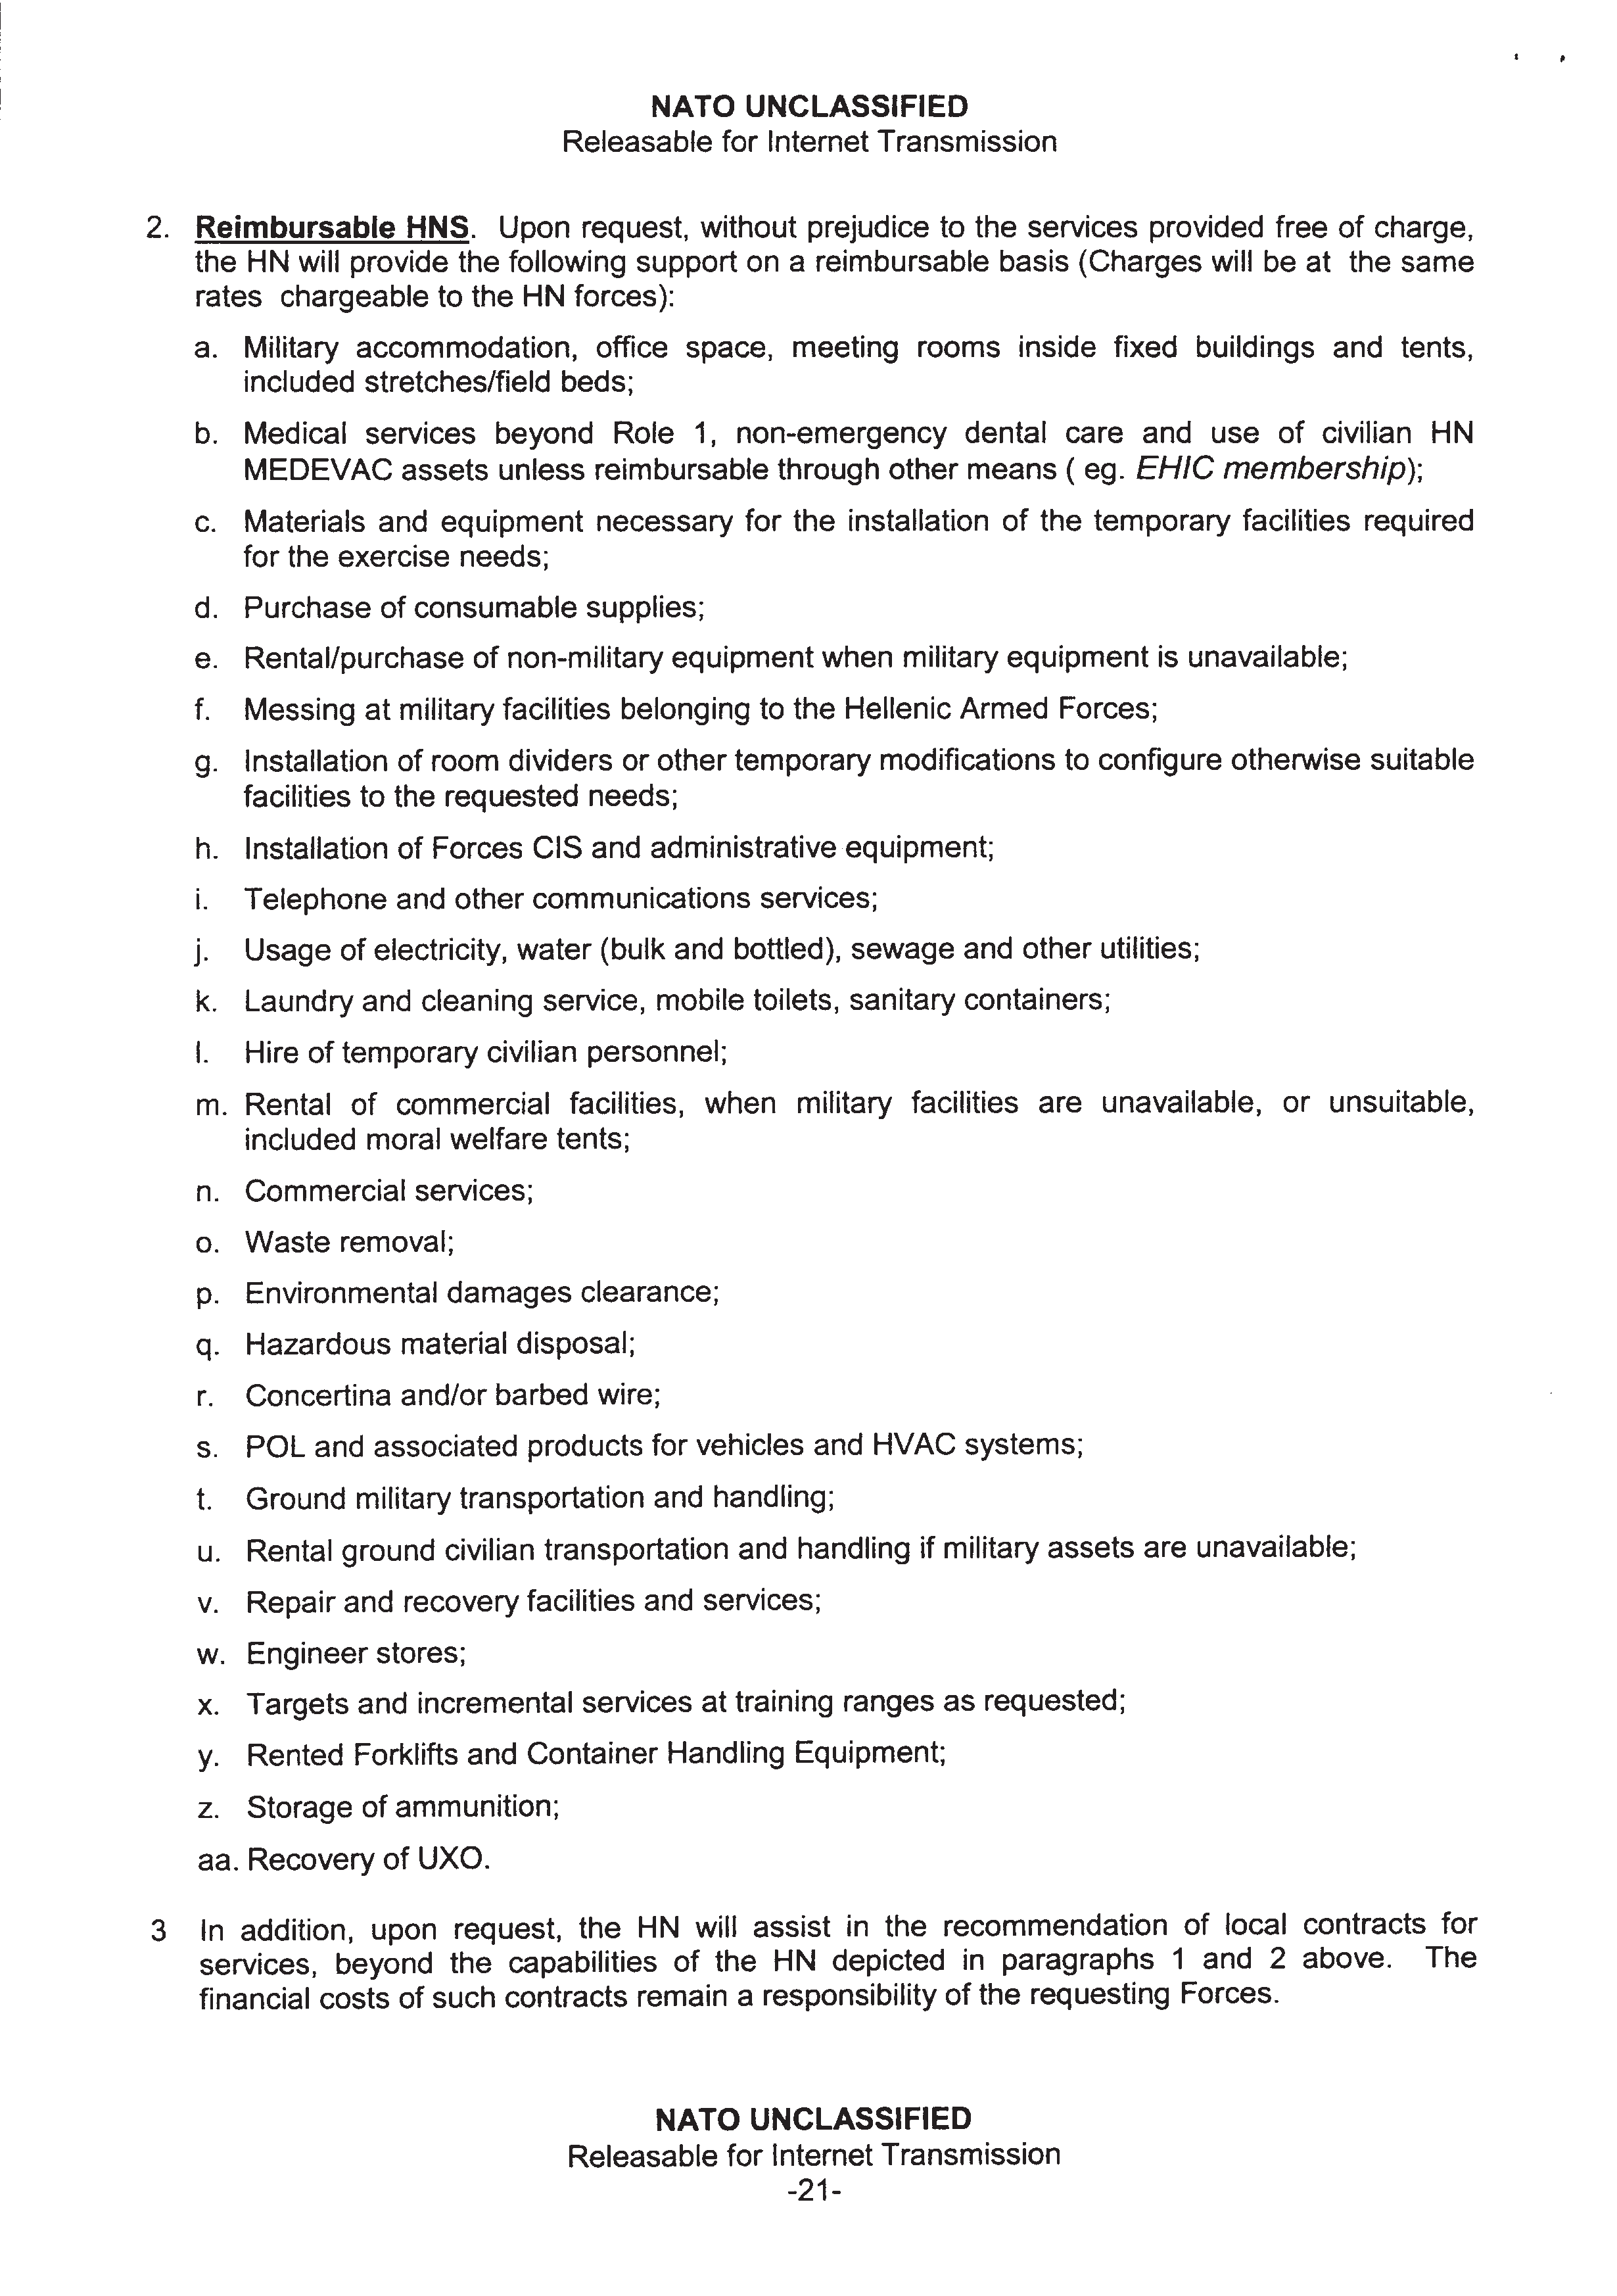 NATO UNCLASSIFIED
Releasable for Internet Transmission
2. Reimbursable HNS. Upon request, without prejudice to the services provided free of charge,
the HN will provide the following support on a reimbursable basis (Charges will be at the same
rates chargeable to the HN forces):
a. Military accommodation, office space, meeting rooms inside fixed buildings and tents,
included stretches/field beds;
b. Medical services beyond Role 1, non-emergency dental care and use of civilian HN
MEDEVAC assets unless reimbursable through other means ( eg. EHIC membership);
c. Materials and equipment necessary for the installation of the temporary facilities required
for the exercise needs;
d. Purchase of consumable supplies;
e. Rental/purchase of non-military equipment when military equipment is unavailable;
f. Messing at military facilities belonging to the Hellenic Armed Forces;
g. Installation of room dividers or other temporary modifications to configure otherwise suitable
facilities to the requested needs;
h. Installation of Forces CIS and administrative equipment;
i. Telephone and other communications services;
j. Usage of electricity, water (bulk and bottled), sewage and other utilities;
k. Laundry and cleaning service, mobile toilets, sanitary containers;
l. Hire of temporary civilian personnel;
m. Rental of commercial facilities, when military facilities are unavailable, or unsuitable,
included moral welfare tents;
n. Commercial services;
o. Waste removal;
p. Environmental damages clearance;
q. Hazardous material disposal;
r. Concertina and/or barbed wire;
s. POL and associated products for vehicles and HVAC systems;
t. Ground military transportation and handling;
u. Rental ground civilian transportation and handling if military assets are unavailable;
v. Repair and recovery facilities and services;
w. Engineer stores;
x. Targets and incremental services at training ranges as requested;
y. Rented Forklifts and Container Handling Equipment;
z. Storage of ammunition;
aa. Recovery of UXO.
3 In addition, upon request, the HN will assist in the recommendation of local contracts for
services, beyond the capabilities of the HN depicted in paragraphs 1 and 2 above. The
financial costs of such contracts remain a responsibility of the requesting Forces.
NATO UNCLASSIFIED
Releasable for Internet Transmission
-21-